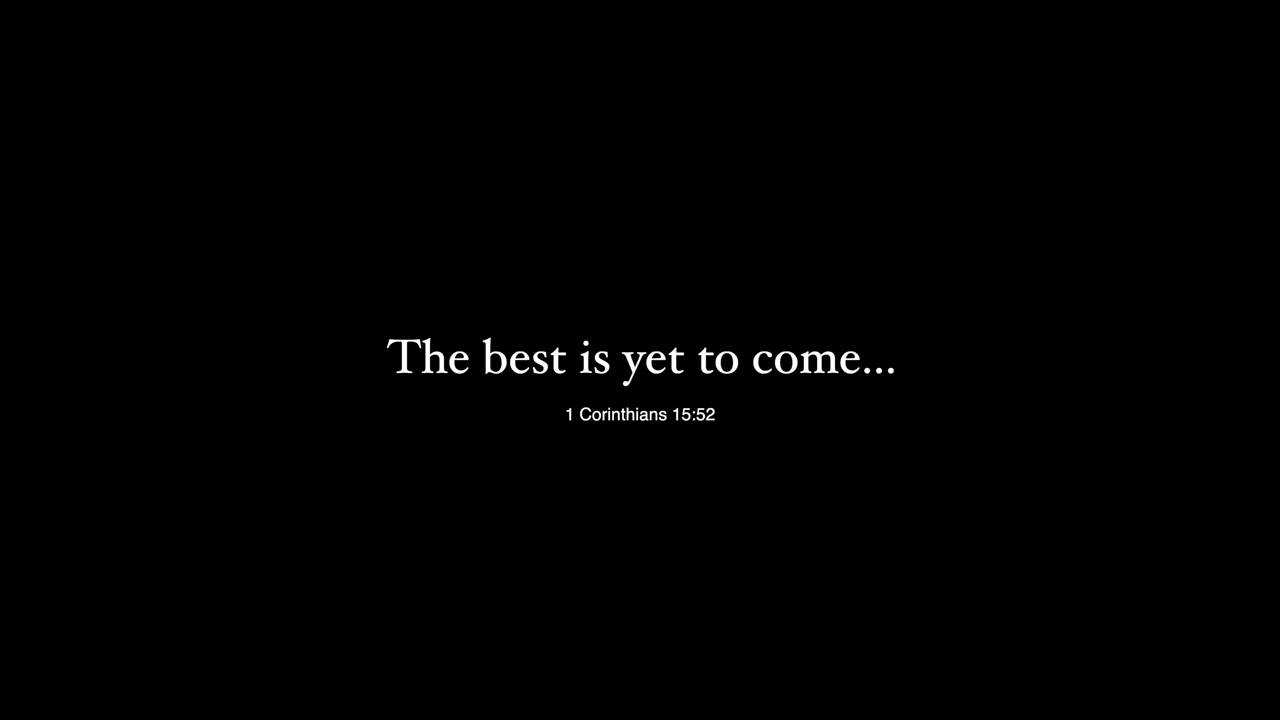 The best is yet to come...
1 Corinthians 15:52